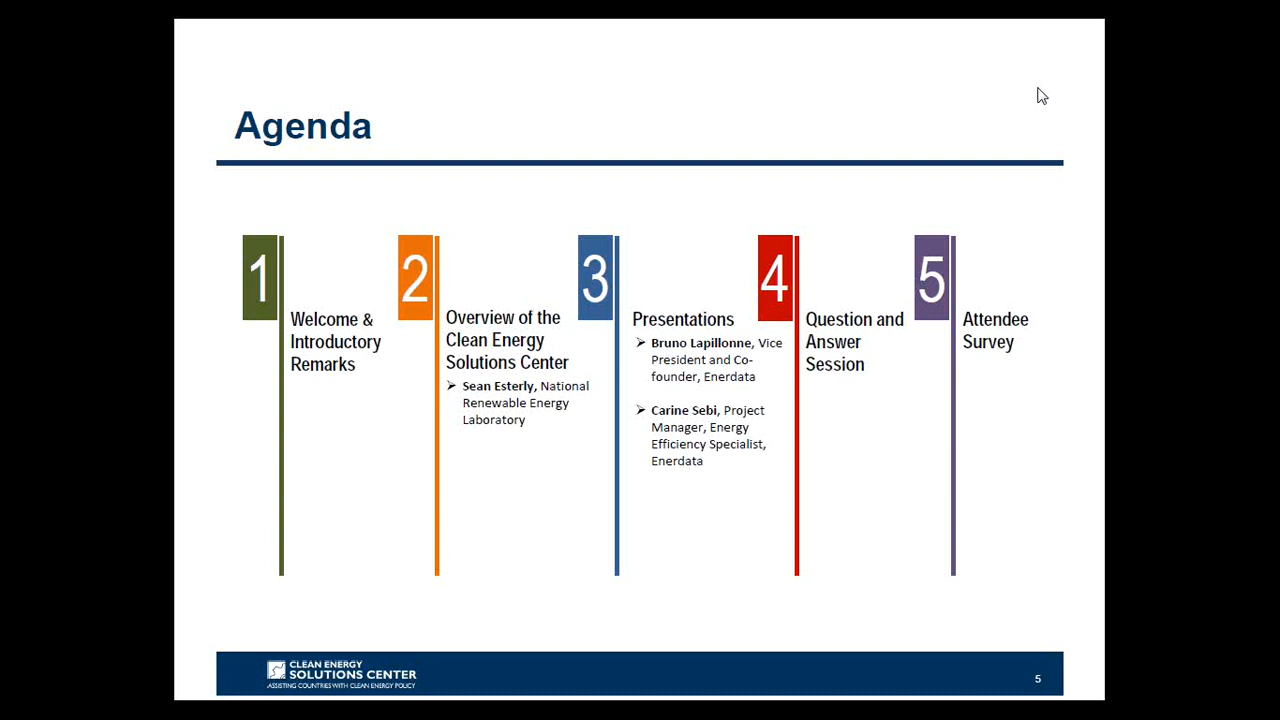 Agenda
1
Welcome &
Introductory
Remarks
2
Overview of the
Clean Energy
Solutions Center
➢ Sean Esterly, National
Renewable Energy
Laboratory
3
Presentations
➢ Bruno Lapillonne, Vice
President and Co-
founder, Enerdata
➢ Carine Sebi, Project
Manager, Energy
Efficiency Specialist,
Enerdata
4
Question and
Answer
Session
5
Attendee
Survey
CLEAN ENERGY
SOLUTIONS CENTER
ASSISTING COUNTRIES WITH CLEAN ENERGY POLICY
5